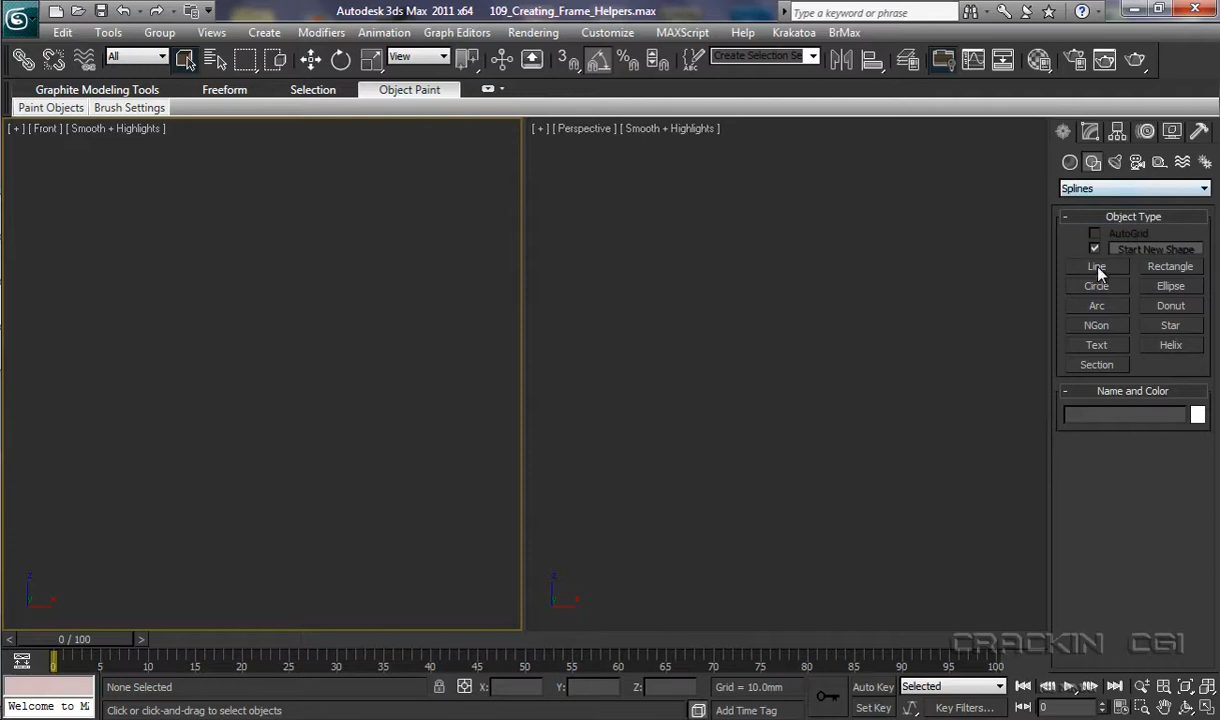 Autodesk 3ds Max 2011 x64 109_Creating_Frame_Helpers.max Type a keyword or phrase
Edit Tools Group Views Create Modifiers Animation Graph Editors Rendering Customize MAXScript Help Krakatoa BrMax
All View 3 Create Selection Se
Graphite Modeling Tools Freeform Selection Object Paint
Paint Objects Brush Settings
[ + ] [ Front ] [ Smooth + Highlights ] [ + ] [ Perspective ] [ Smooth + Highlights ]
Splines
- Object Type
AutoGrid
Start New Shape
Line Rectangle
Circle Ellipse
Arc Donut
NGon Star
Text Helix
Section
- Name and Color
z z
y x y x
< 0 / 100 >
CRACKIN CGI
0 5 10 15 20 25 30 35 40 45 50 55 60 65 70 75 80 85 90 95 100
None Selected X: Y: Z: Grid = 10.0mm Auto Key Selected
Welcome to MA Click or click-and-drag to select objects Add Time Tag Set Key Key Filters... 0